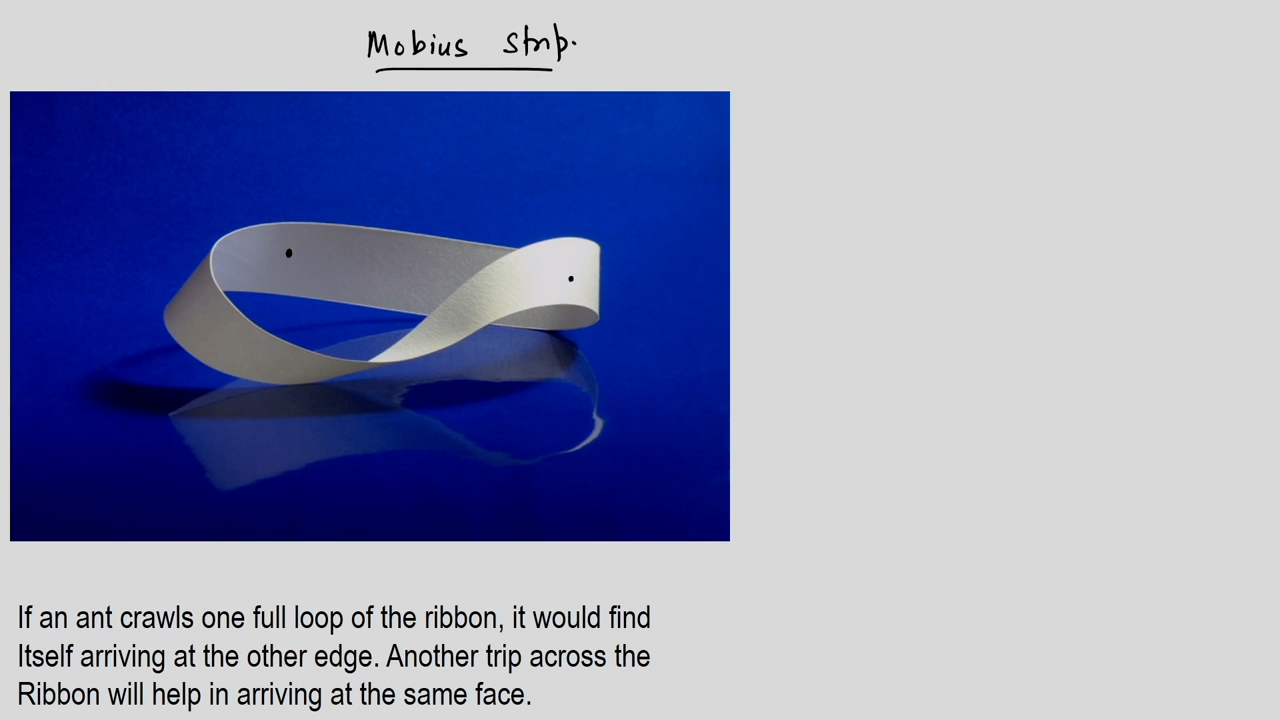 Mobius Strip.
If an ant crawls one full loop of the ribbon, it would find
Itself arriving at the other edge. Another trip across the
Ribbon will help in arriving at the same face.